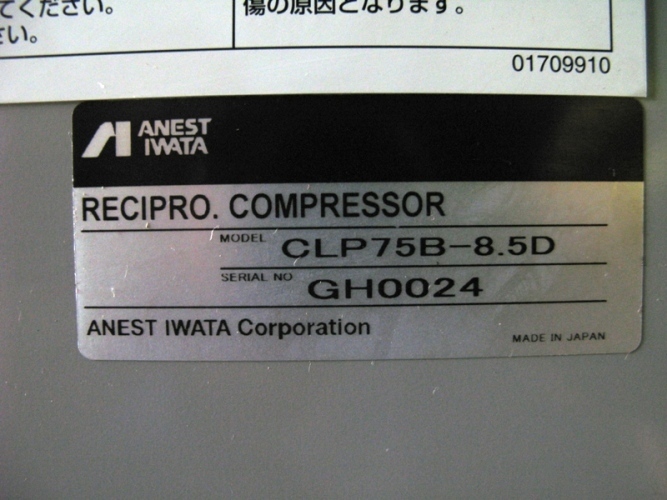 てください。
さい。
傷の原因となります。
01709910
ANEST
IWATA
RECIPRO. COMPRESSOR
MODEL CLP75B-8.5D
SERIAL NO GH0024
ANEST IWATA Corporation
MADE IN JAPAN